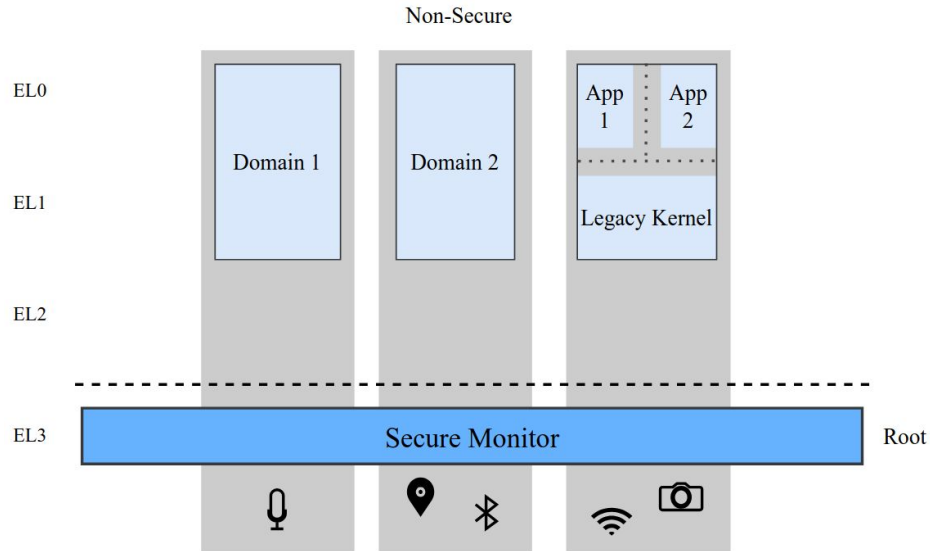 Non-Secure
EL0
App
1
App
2
Domain 1
Domain 2
EL1
Legacy Kernel
EL2
EL3
Secure Monitor
Root